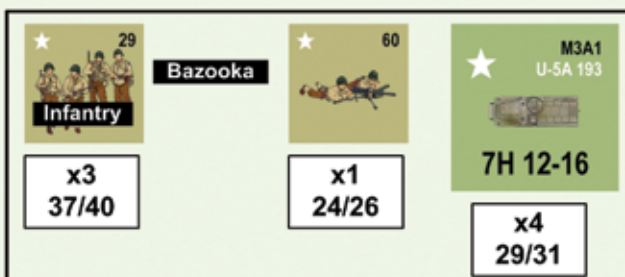 29
Infantry
x3
37/40
Bazooka
60
x1
24/26
M3A1
U-5A 193
7H 12-16
x4
29/31